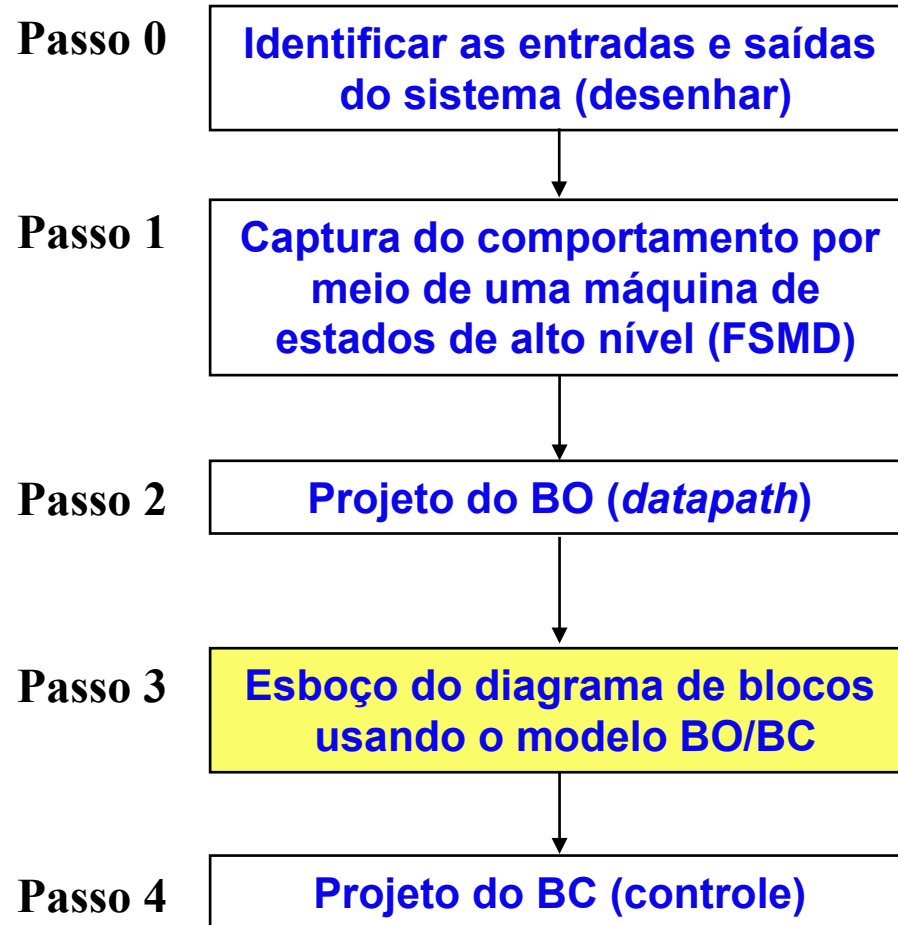 Passo 0
Identificar as entradas e saídas
do sistema (desenhar)
Passo 1
Captura do comportamento por
meio de uma máquina de
estados de alto nível (FSMD)
Passo 2
Projeto do BO (datapath)
Passo 3
Esboço do diagrama de blocos
usando o modelo BO/BC
Passo 4
Projeto do BC (controle)